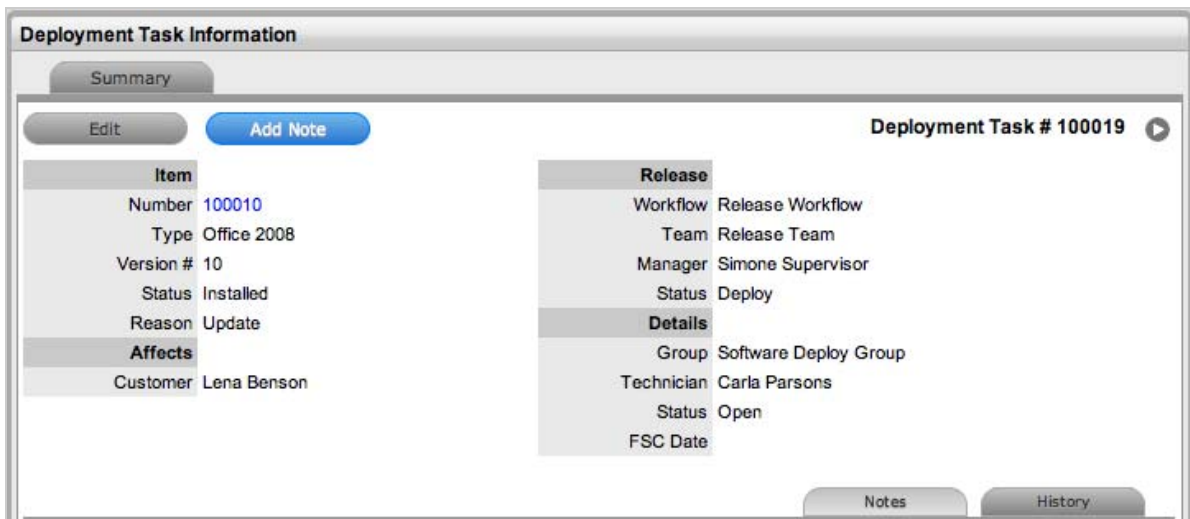 Deployment Task Information
Summary
Edit
Add Note
Deployment Task # 100019
Item
Number 100010
Type Office 2008
Version # 10
Status Installed
Reason Update
Affects
Customer Lena Benson
Release
Workflow Release Workflow
Team Release Team
Manager Simone Supervisor
Status Deploy
Details
Group Software Deploy Group
Technician Carla Parsons
Status Open
FSC Date
Notes
History